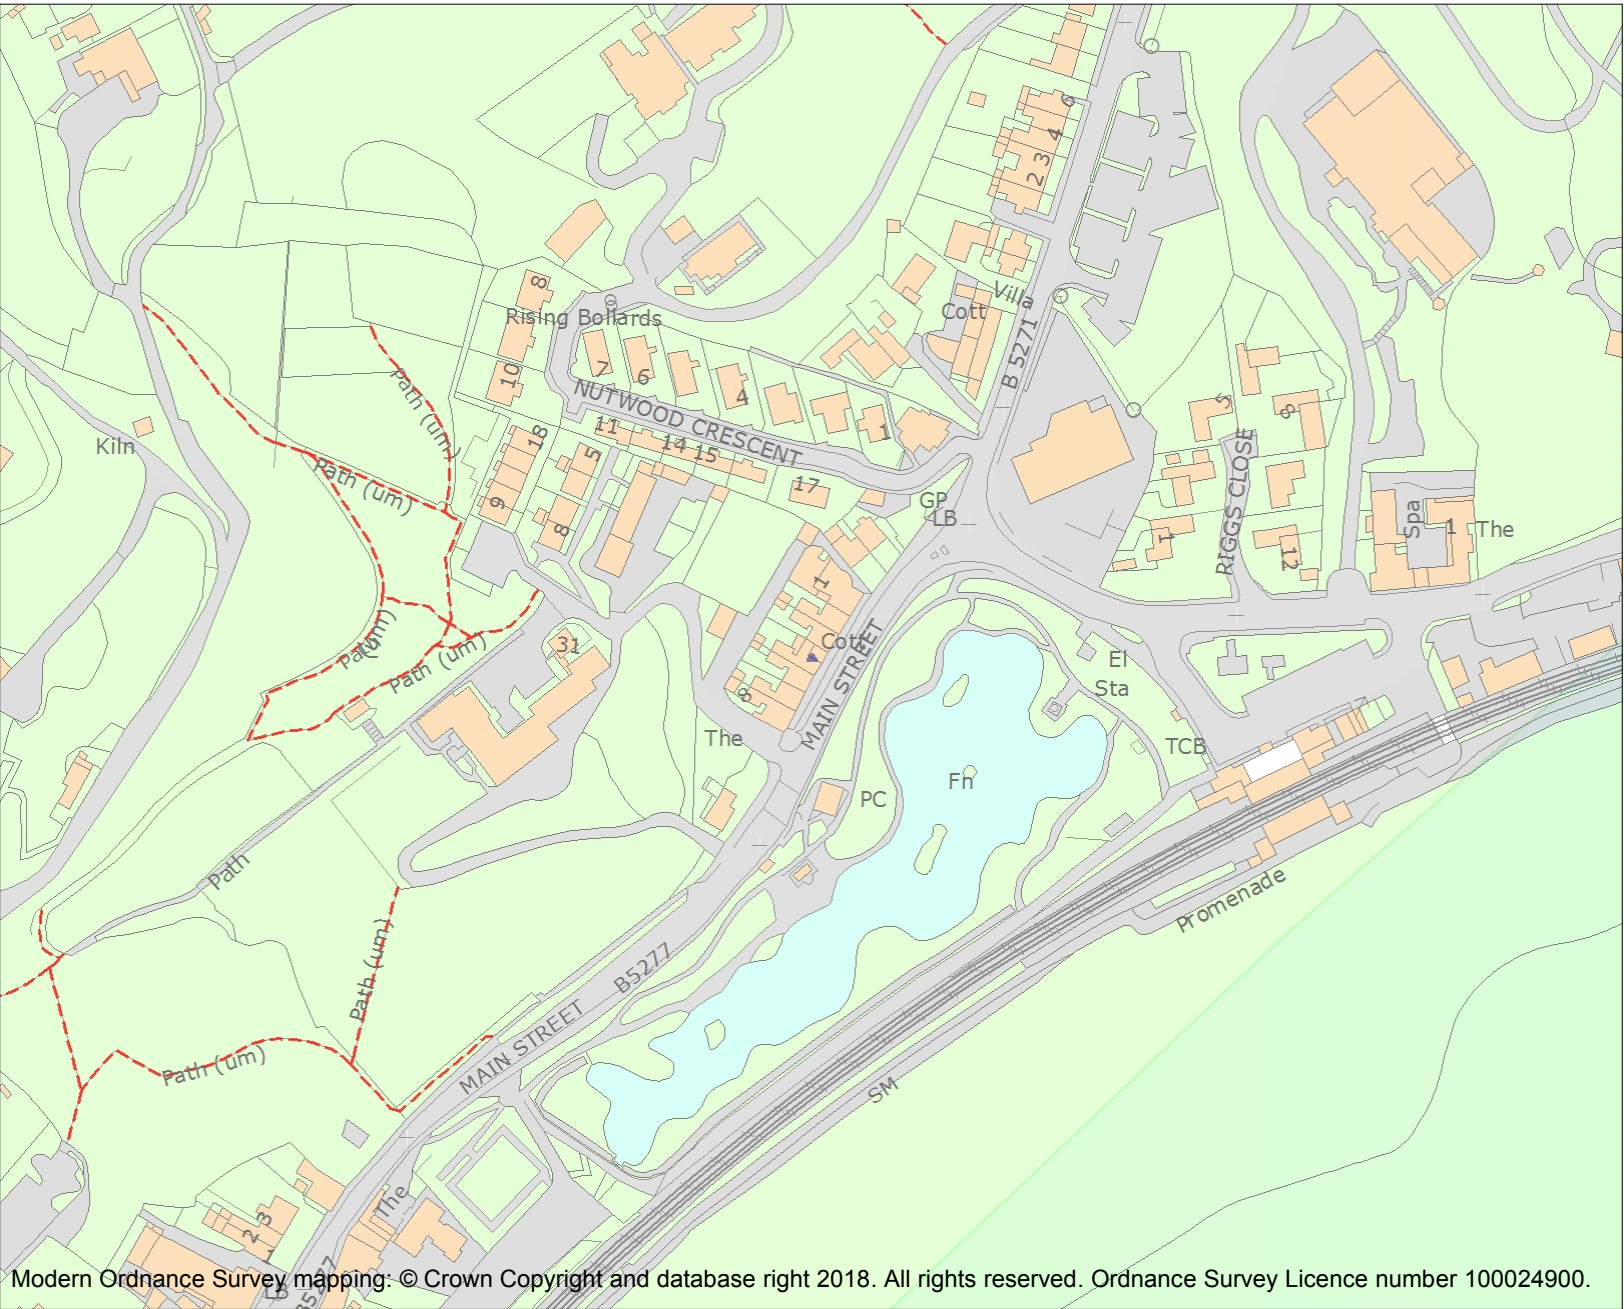 6
4
2 3
Villa
Cott
B 5271
8
Rising Bollards
10
7
6
4
1
NUTWOOD CRESCENT
11
14 15
17
18
9
5
8
Kiln
Path (um)
Path (um)
GP
LB
5
8
RIGGS CLOSE
1
12
Spa
1
The
1
Cott
MAIN STREET
8
The
31
Path (um)
El
Sta
TCB
Fn
PC
Path
Path (um)
Promenade
B5277
MAIN STREET
SM
Path (um)
The
2 3
1
LB
B5277
Modern Ordnance Survey mapping: © Crown Copyright and database right 2018. All rights reserved. Ordnance Survey Licence number 100024900.